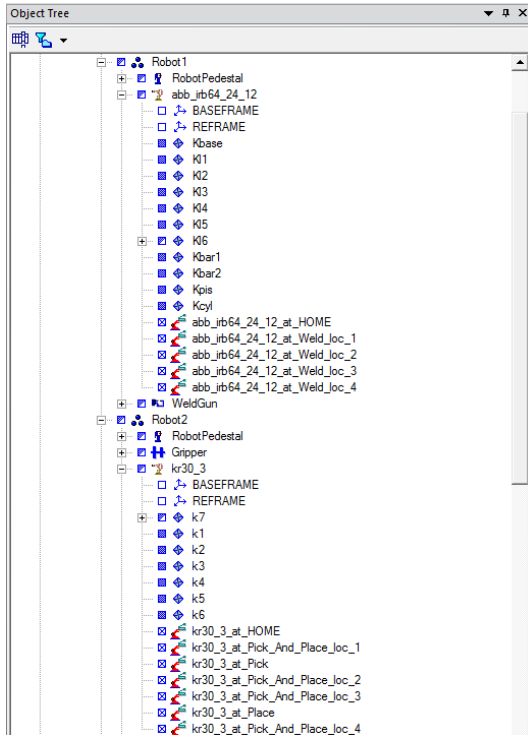 Object Tree
Robot1
RobotPedestal
abb_irb64_24_12
BASEFRAME
REFRAME
Kbase
Kl1
Kl2
Kl3
Kl4
Kl5
Kl6
Kbar1
Kbar2
Kpis
Kcyl
abb_irb64_24_12_at_HOME
abb_irb64_24_12_at_Weld_loc_1
abb_irb64_24_12_at_Weld_loc_2
abb_irb64_24_12_at_Weld_loc_3
abb_irb64_24_12_at_Weld_loc_4
WeldGun
Robot2
RobotPedestal
Gripper
kr30_3
BASEFRAME
REFRAME
k7
k1
k2
k3
k4
k5
k6
kr30_3_at_HOME
kr30_3_at_Pick_And_Place_loc_1
kr30_3_at_Pick
kr30_3_at_Pick_And_Place_loc_2
kr30_3_at_Pick_And_Place_loc_3
kr30_3_at_Place
kr30_3_at_Pick_And_Place_loc_4